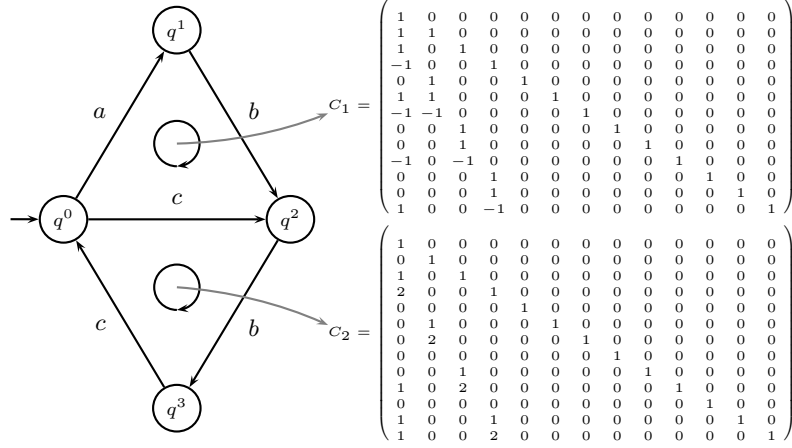 q⁰
q¹
q²
q³
a
b
c
b
c
C₁ =
1 0 0 0 0 0 0 0 0 0 0 0 0
1 1 0 0 0 0 0 0 0 0 0 0 0
1 0 1 0 0 0 0 0 0 0 0 0 0
−1 0 0 1 0 0 0 0 0 0 0 0 0
0 1 0 0 1 0 0 0 0 0 0 0 0
1 1 0 0 0 1 0 0 0 0 0 0 0
−1 −1 0 0 0 0 1 0 0 0 0 0 0
0 0 1 0 0 0 0 1 0 0 0 0 0
0 0 1 0 0 0 0 0 1 0 0 0 0
−1 0 −1 0 0 0 0 0 0 1 0 0 0
0 0 0 1 0 0 0 0 0 0 1 0 0
0 0 0 1 0 0 0 0 0 0 0 1 0
1 0 0 −1 0 0 0 0 0 0 0 0 1
C₂ =
1 0 0 0 0 0 0 0 0 0 0 0 0
0 1 0 0 0 0 0 0 0 0 0 0 0
1 0 1 0 0 0 0 0 0 0 0 0 0
2 0 0 1 0 0 0 0 0 0 0 0 0
0 0 0 0 1 0 0 0 0 0 0 0 0
0 1 0 0 0 1 0 0 0 0 0 0 0
0 2 0 0 0 0 1 0 0 0 0 0 0
0 0 0 0 0 0 0 1 0 0 0 0 0
0 0 1 0 0 0 0 0 1 0 0 0 0
1 0 2 0 0 0 0 0 0 1 0 0 0
0 0 0 0 0 0 0 0 0 0 1 0 0
1 0 0 1 0 0 0 0 0 0 0 1 0
1 0 0 2 0 0 0 0 0 0 0 0 1